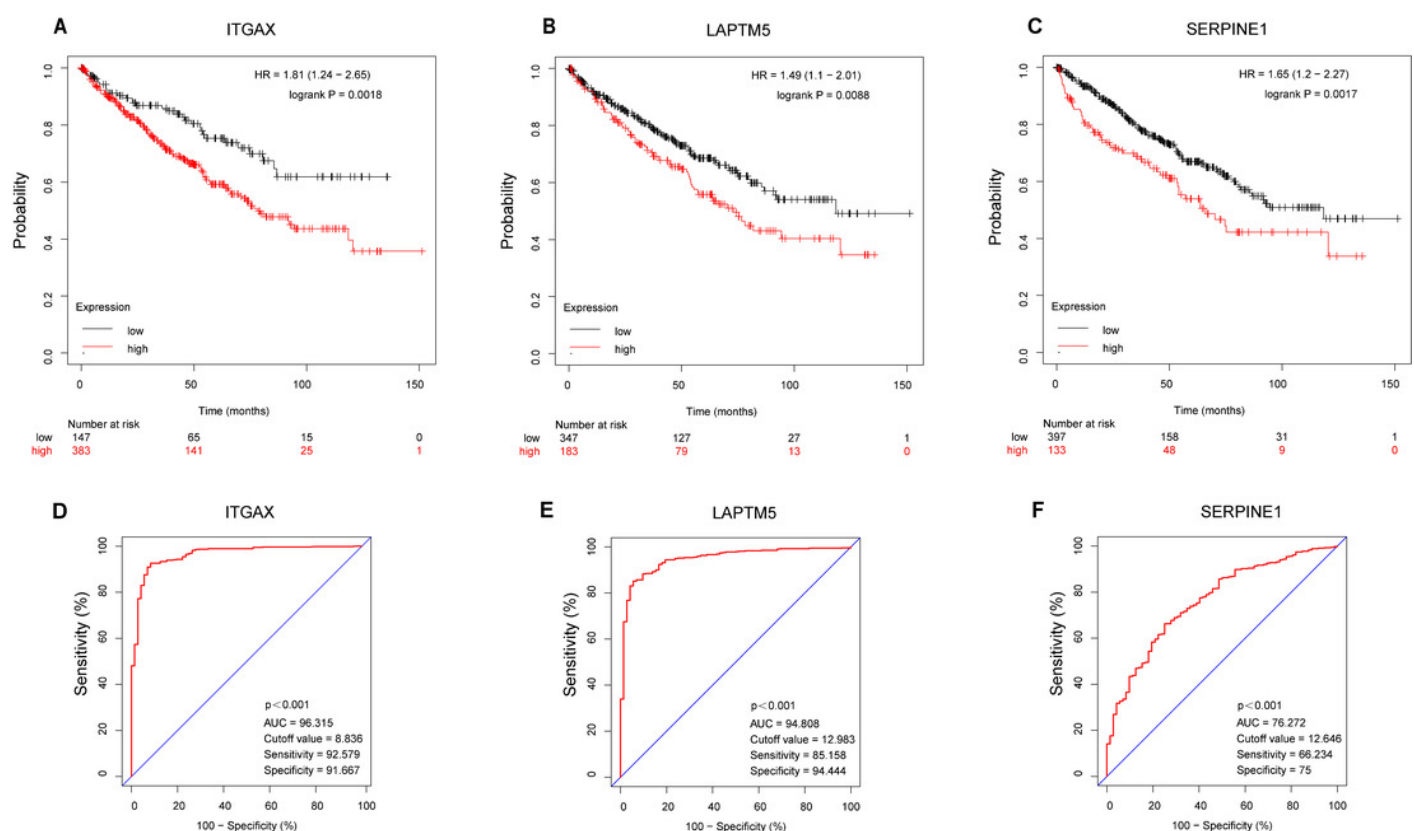 A
ITGAX
HR = 1.81 (1.24 − 2.65)
logrank P = 0.0018
Probability
1.0
0.8
0.6
0.4
0.2
0.0
Expression
low
high
0 50 100 150
Time (months)
Number at risk
low 147 65 15 0
high 383 141 25 1
B
LAPTM5
HR = 1.49 (1.1 − 2.01)
logrank P = 0.0088
Probability
1.0
0.8
0.6
0.4
0.2
0.0
Expression
low
high
0 50 100 150
Time (months)
Number at risk
low 347 127 27 1
high 183 79 13 0
C
SERPINE1
HR = 1.65 (1.2 − 2.27)
logrank P = 0.0017
Probability
1.0
0.8
0.6
0.4
0.2
0.0
Expression
low
high
0 50 100 150
Time (months)
Number at risk
low 397 158 31 1
high 133 48 9 0
D
ITGAX
Sensitivity (%)
100
80
60
40
20
0
p<0.001
AUC = 96.315
Cutoff value = 8.836
Sensitivity = 92.579
Specificity = 91.667
0 20 40 60 80 100
100 − Specificity (%)
E
LAPTM5
Sensitivity (%)
100
80
60
40
20
0
p<0.001
AUC = 94.808
Cutoff value = 12.983
Sensitivity = 85.158
Specificity = 94.444
0 20 40 60 80 100
100 − Specificity (%)
F
SERPINE1
Sensitivity (%)
100
80
60
40
20
0
p<0.001
AUC = 76.272
Cutoff value = 12.646
Sensitivity = 66.234
Specificity = 75
0 20 40 60 80 100
100 − Specificity (%)